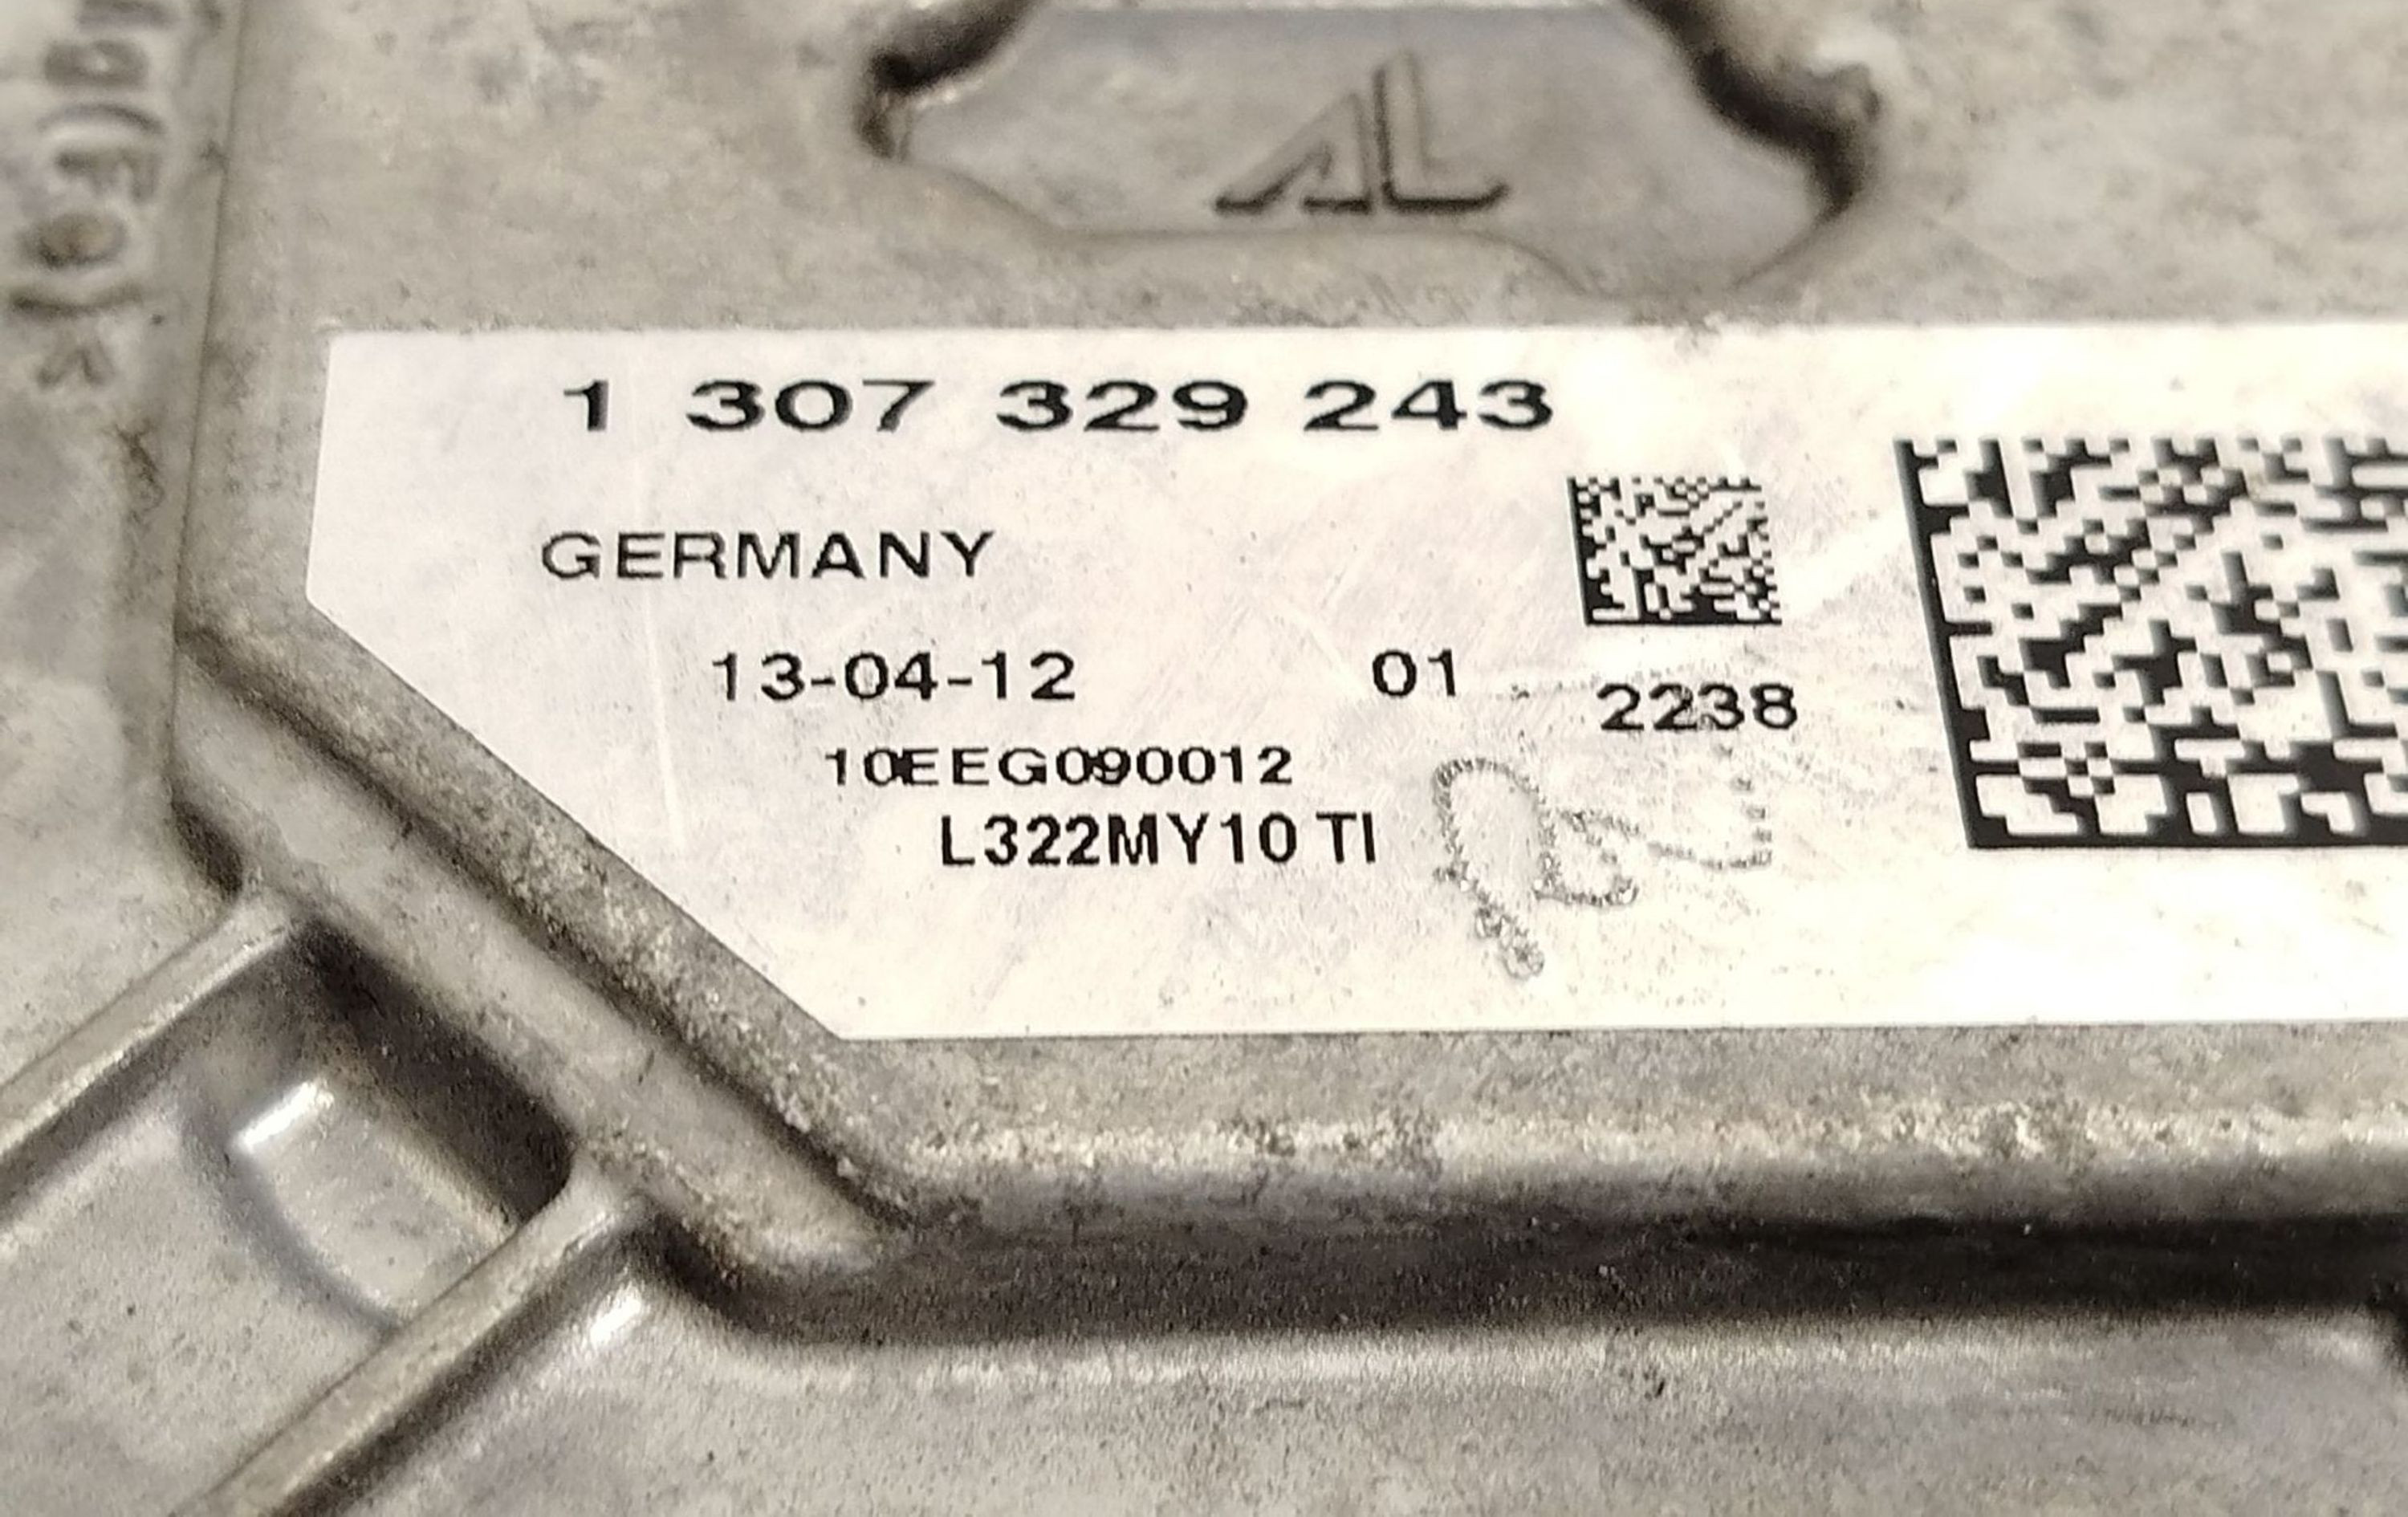 AL
1 307 329 243
GERMANY
13-04-12 01
2238
10EEG090012
L322MY10 TI